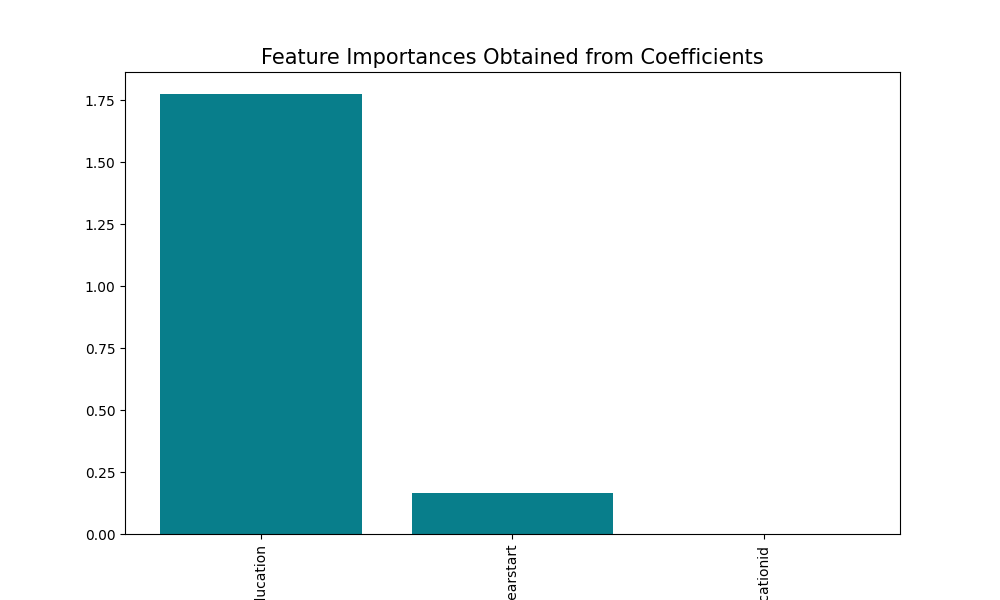 Feature Importances Obtained from Coefficients
1.75
1.50
1.25
1.00
0.75
0.50
0.25
0.00
lucation
earstart
cationid